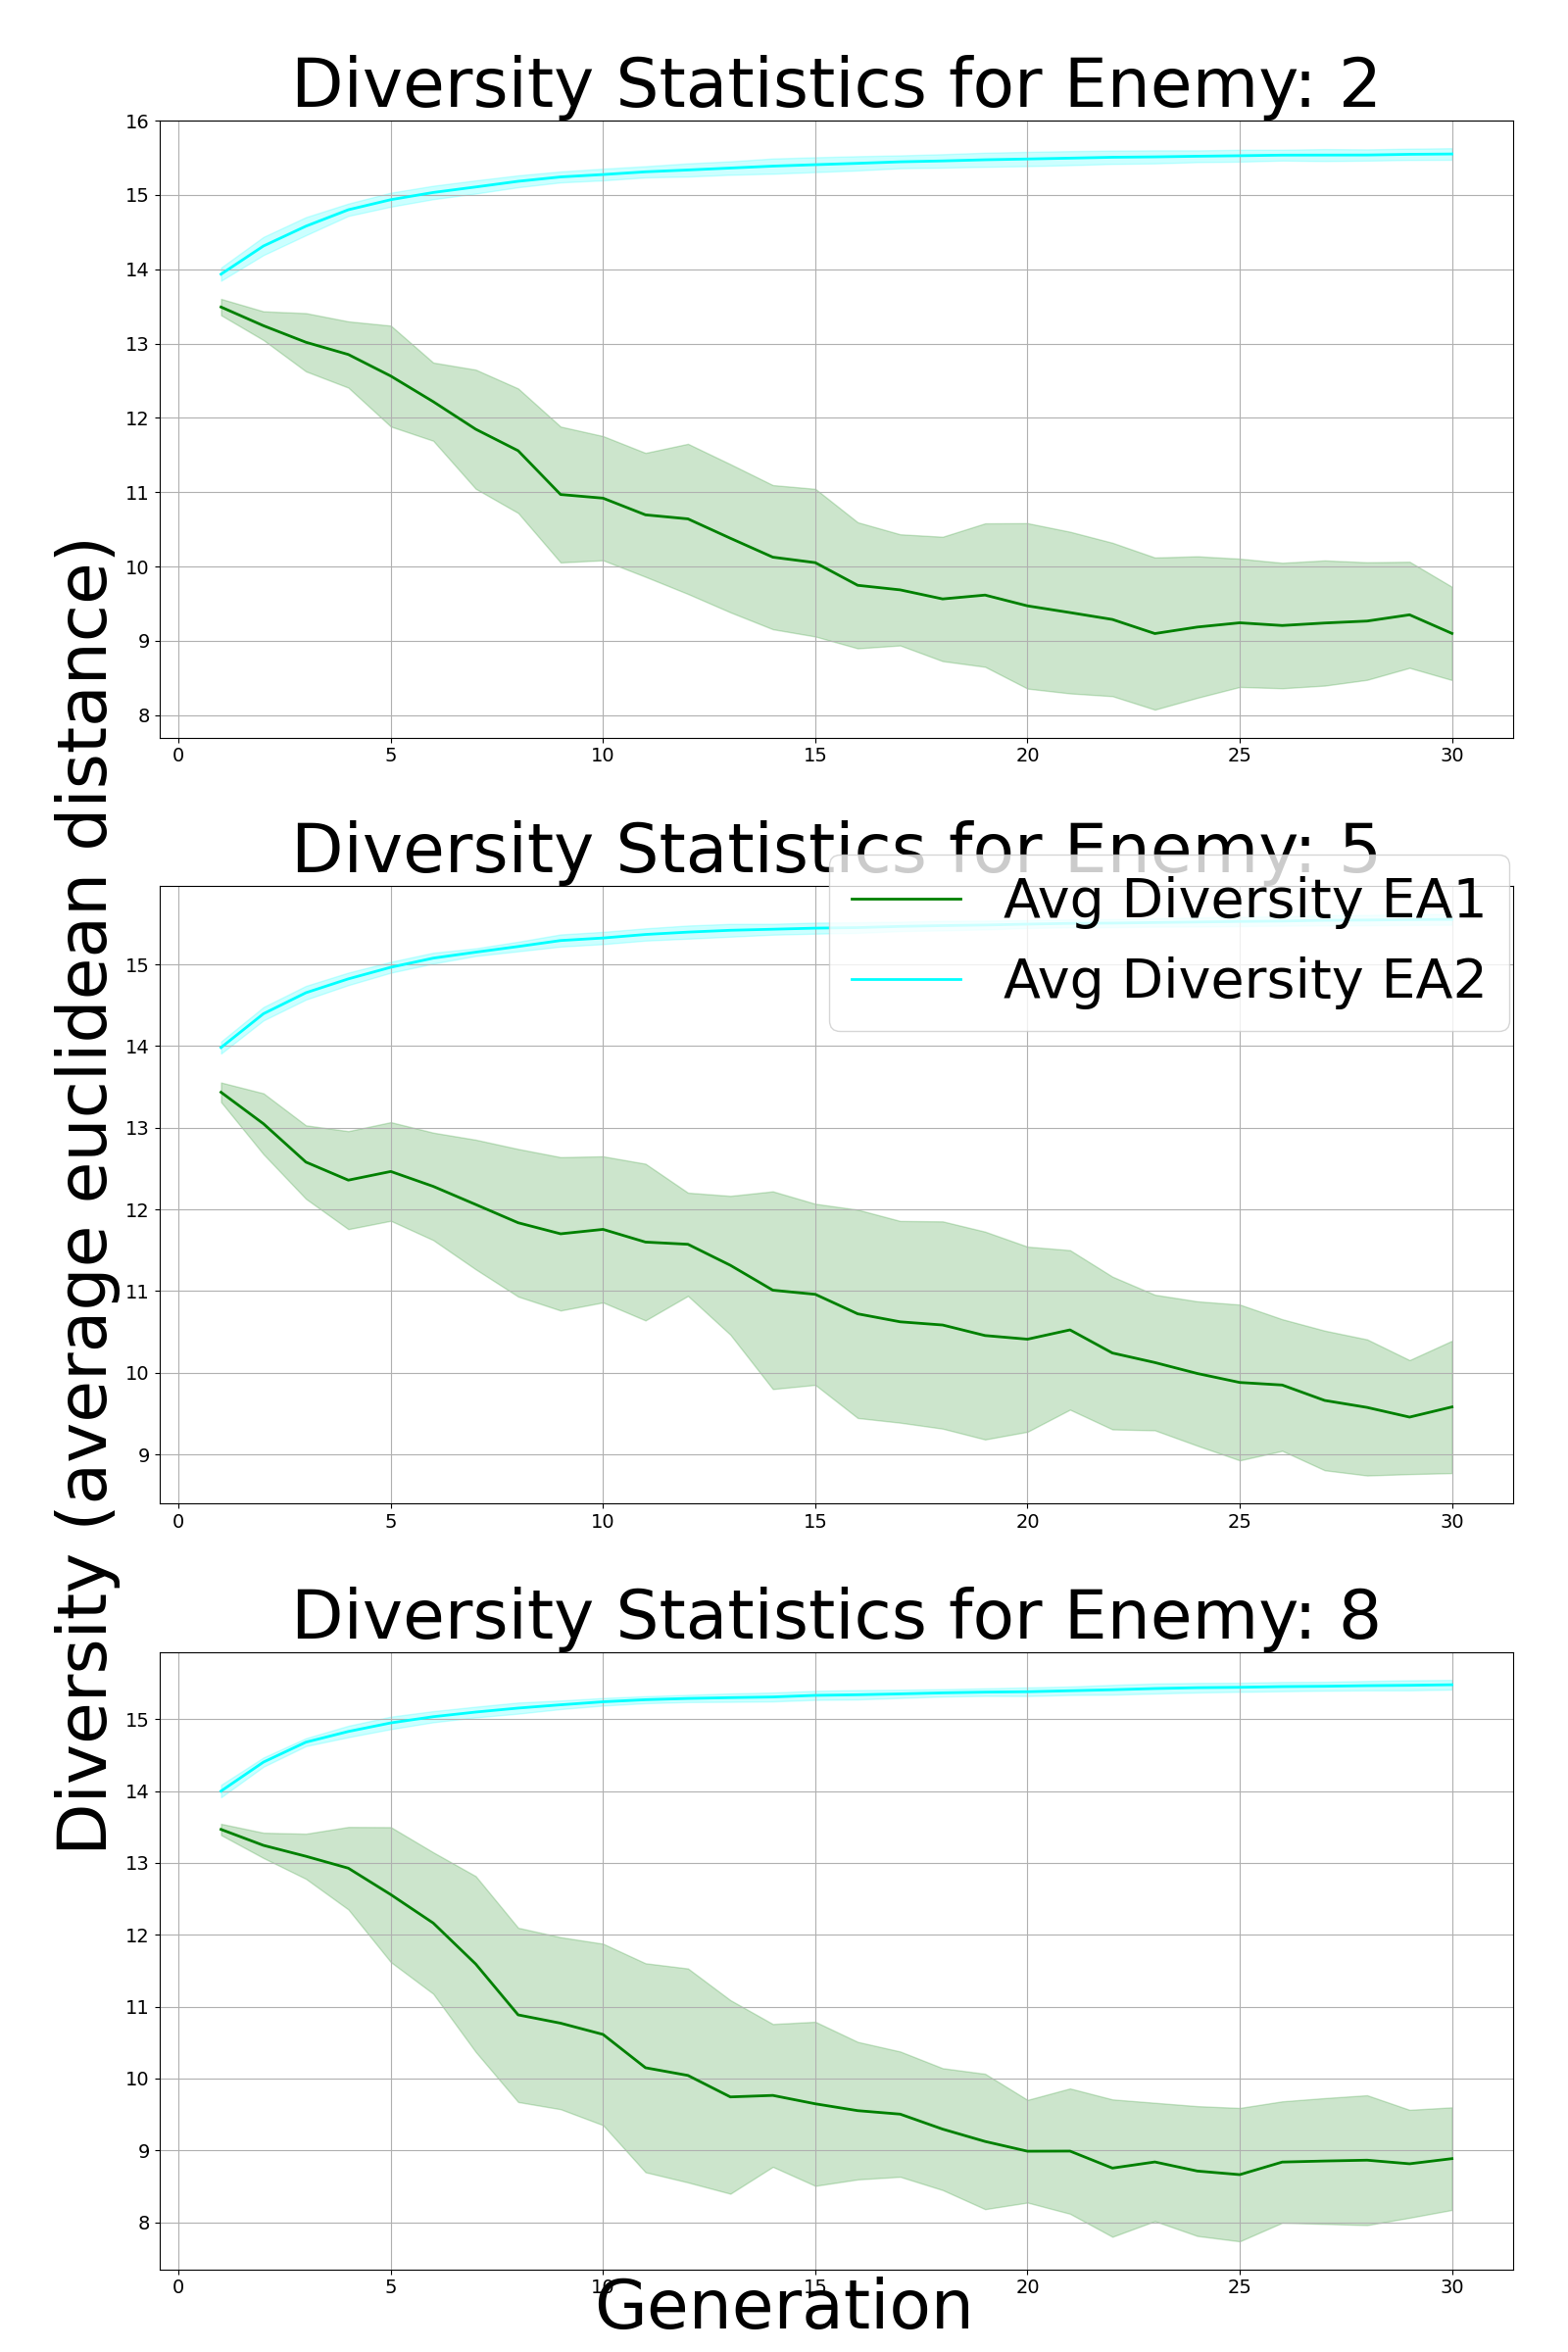 Diversity Statistics for Enemy: 2
16
15
14
13
12
11
10
9
8
0 5 10 15 20 25 30
Diversity (average euclidean distance)
Diversity Statistics for Enemy: 5
Avg Diversity EA1
Avg Diversity EA2
15
14
13
12
11
10
9
0 5 10 15 20 25 30
Diversity Statistics for Enemy: 8
15
14
13
12
11
10
9
8
0 5 10 15 20 25 30
Generation